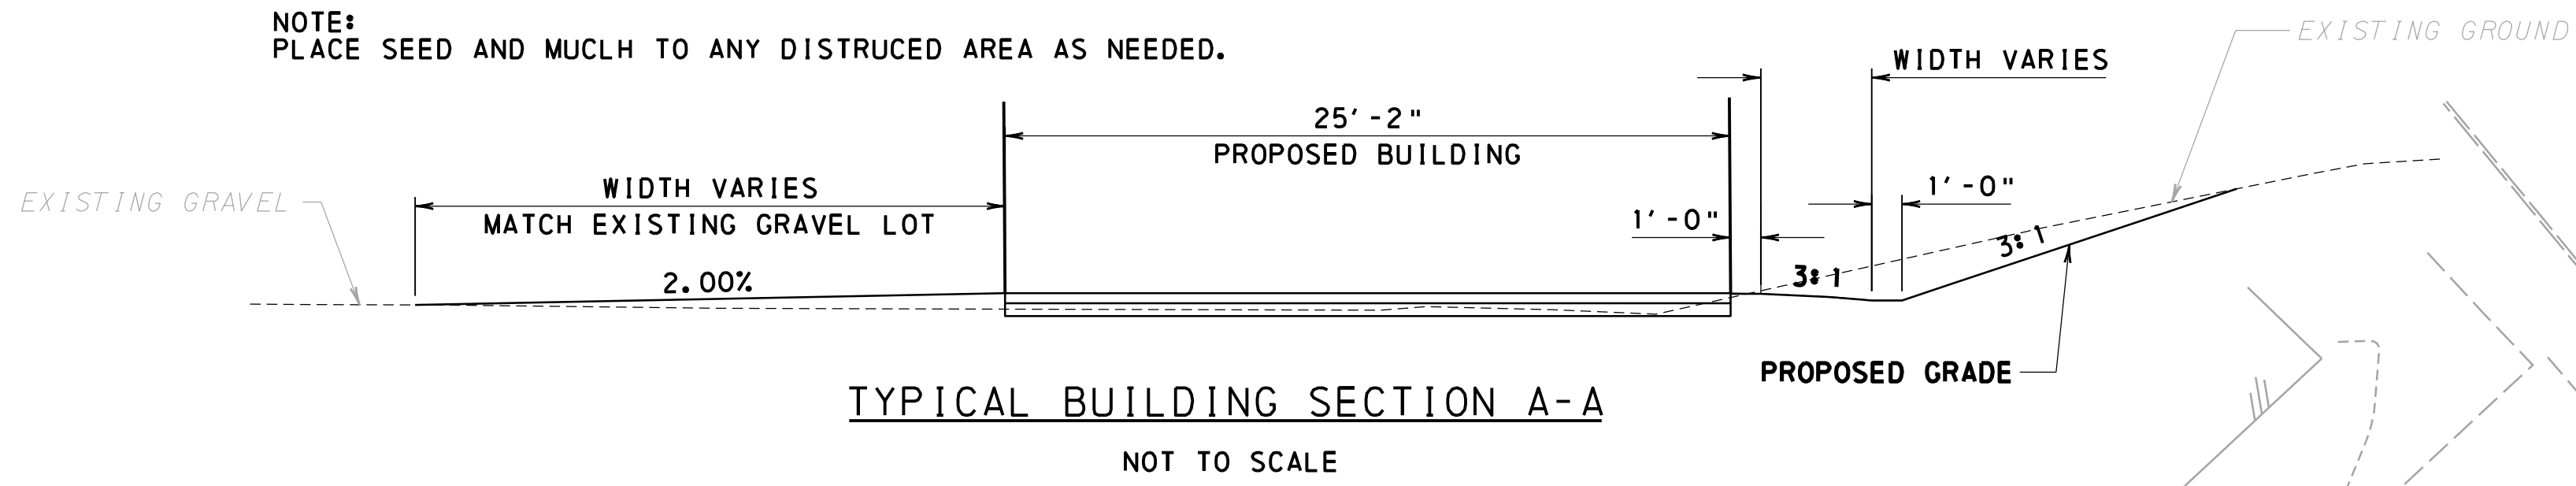 NOTE:
PLACE SEED AND MUCLH TO ANY DISTRUCED AREA AS NEEDED.
EXISTING GROUND
WIDTH VARIES
25'-2"
PROPOSED BUILDING
WIDTH VARIES
1'-0"
EXISTING GRAVEL
MATCH EXISTING GRAVEL LOT
1'-0"
3:1
2.00%
3:1
PROPOSED GRADE
TYPICAL BUILDING SECTION A-A
NOT TO SCALE